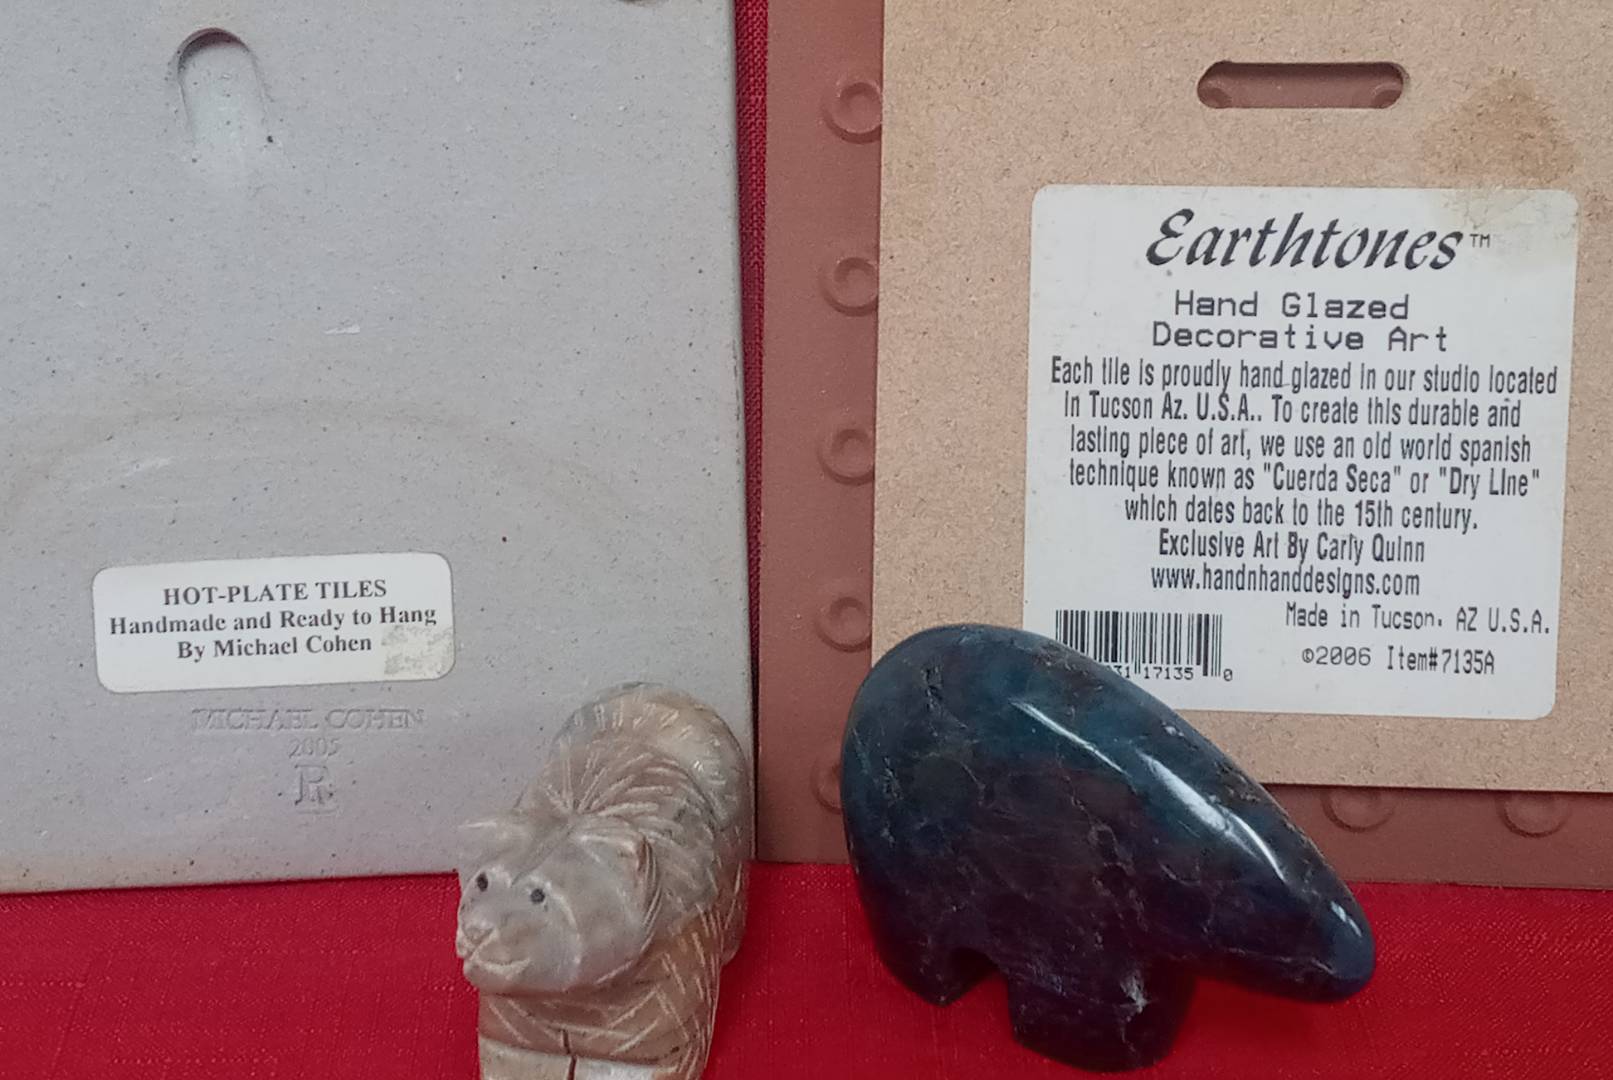 HOT-PLATE TILES
Handmade and Ready to Hang
By Michael Cohen
MICHAEL COHEN
2005
R
Earthtones™
Hand Glazed
Decorative Art
Each tile is proudly hand glazed in our studio located
in Tucson Az. U.S.A.. To create this durable and
lasting piece of art, we use an old world spanish
technique known as "Cuerda Seca" or "Dry Line"
which dates back to the 15th century.
Exclusive Art By Carly Quinn
www.handnhanddesigns.com
Made in Tucson, AZ U.S.A.
©2006 Item#7135A
31 17135 0